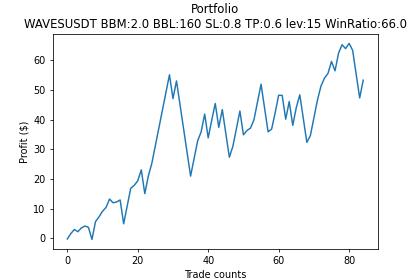 Portfolio
WAVESUSDT BBM:2.0 BBL:160 SL:0.8 TP:0.6 lev:15 WinRatio:66.0
Profit ($)
60
50
40
30
20
10
0
0 20 40 60 80
Trade counts